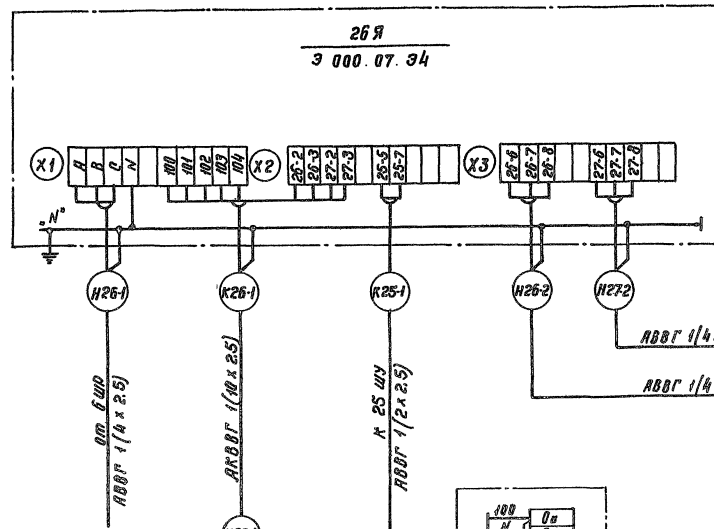 26Я
Э 000. 07. Э4
X1
A
B
C
N
100
101
102
103
104
X2
26-2
26-3
27-2
27-3
25-5
25-7
X3
26-6
26-7
26-8
27-6
27-7
27-8
„N"
Н26-1
К26-1
К25-1
Н26-2
Н27-2
АВВГ 1(4
АВВГ 1(4
от 6 шр
АВВГ 1(4 x 2.5)
АКВВГ 1(10 x 2.5)
к 25 шу
АВВГ 1(2 x 2.5)
100
N